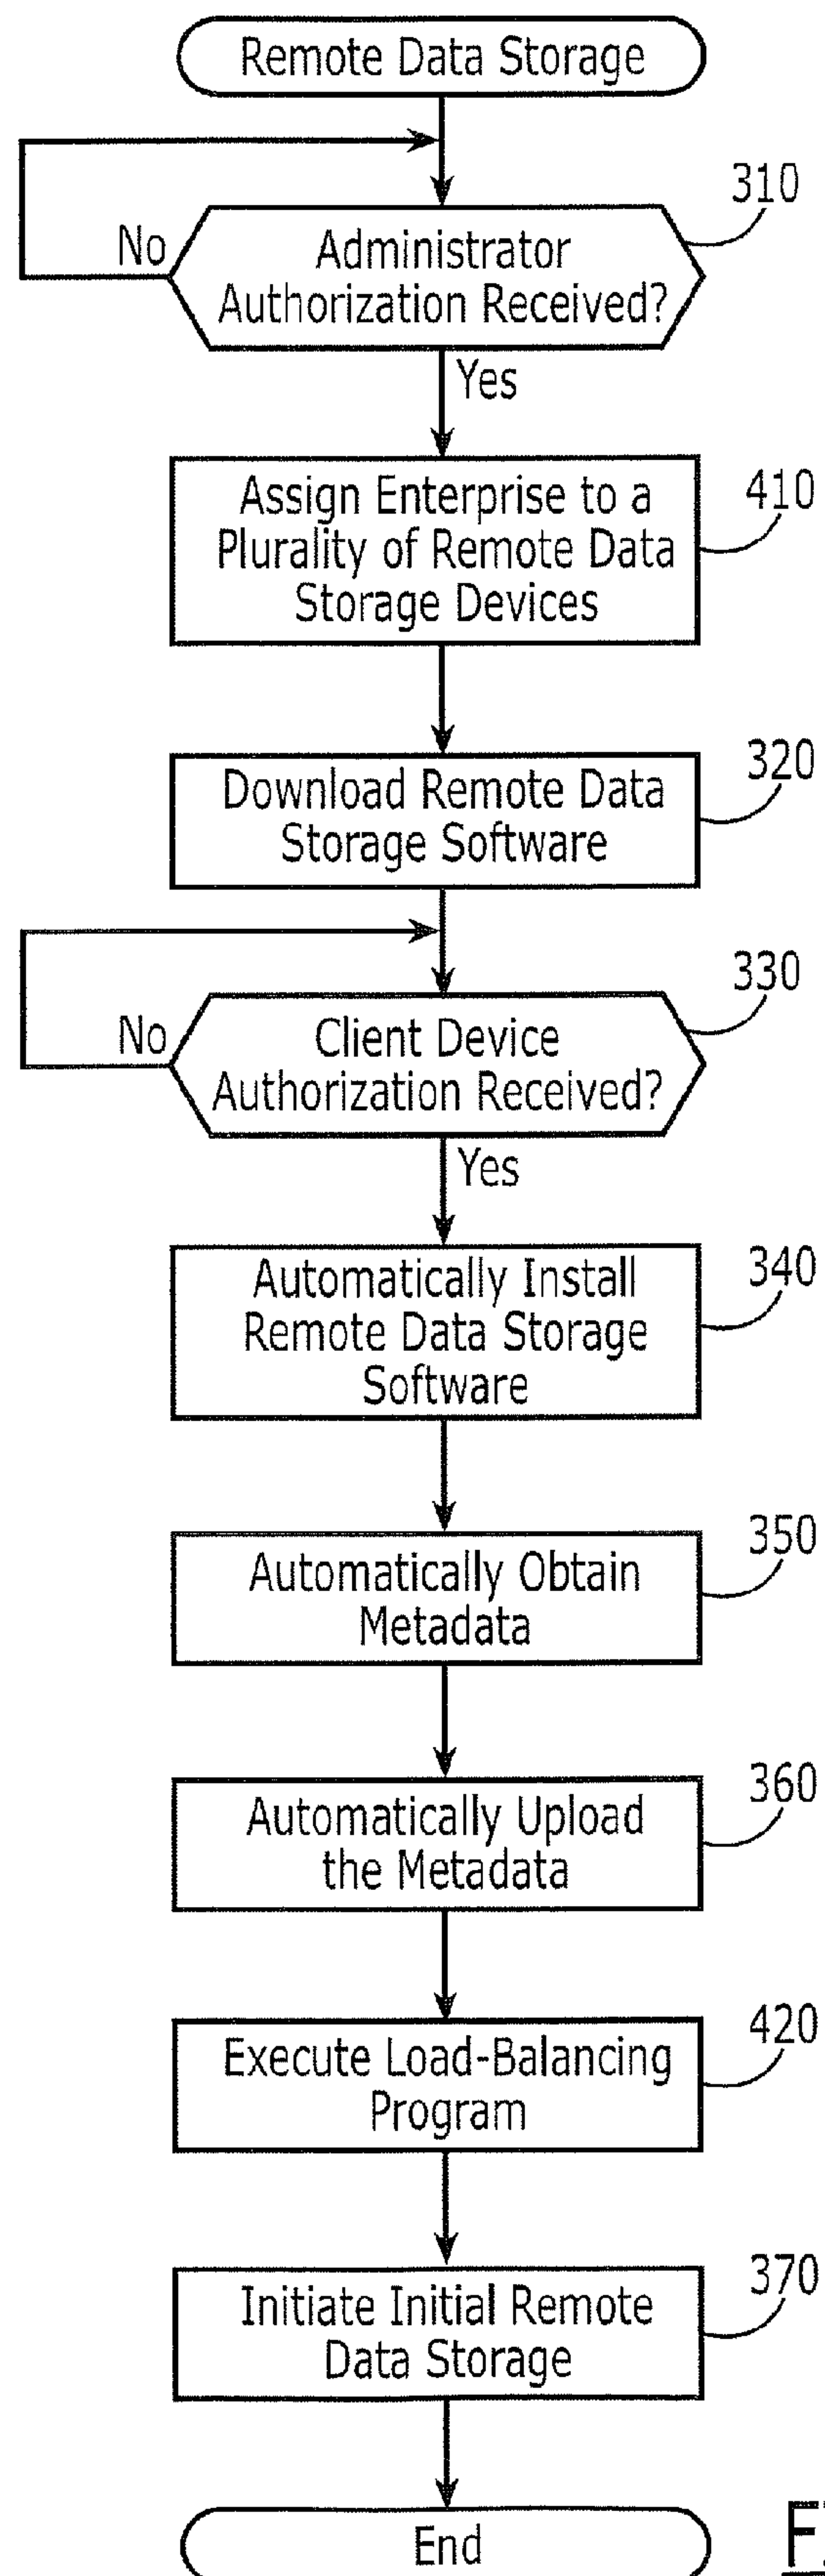 Remote Data Storage
310
No
Administrator
Authorization Received?
Yes
410
Assign Enterprise to a
Plurality of Remote Data
Storage Devices
320
Download Remote Data
Storage Software
330
No
Client Device
Authorization Received?
Yes
340
Automatically Install
Remote Data Storage
Software
350
Automatically Obtain
Metadata
360
Automatically Upload
the Metadata
420
Execute Load-Balancing
Program
370
Initiate Initial Remote
Data Storage
End